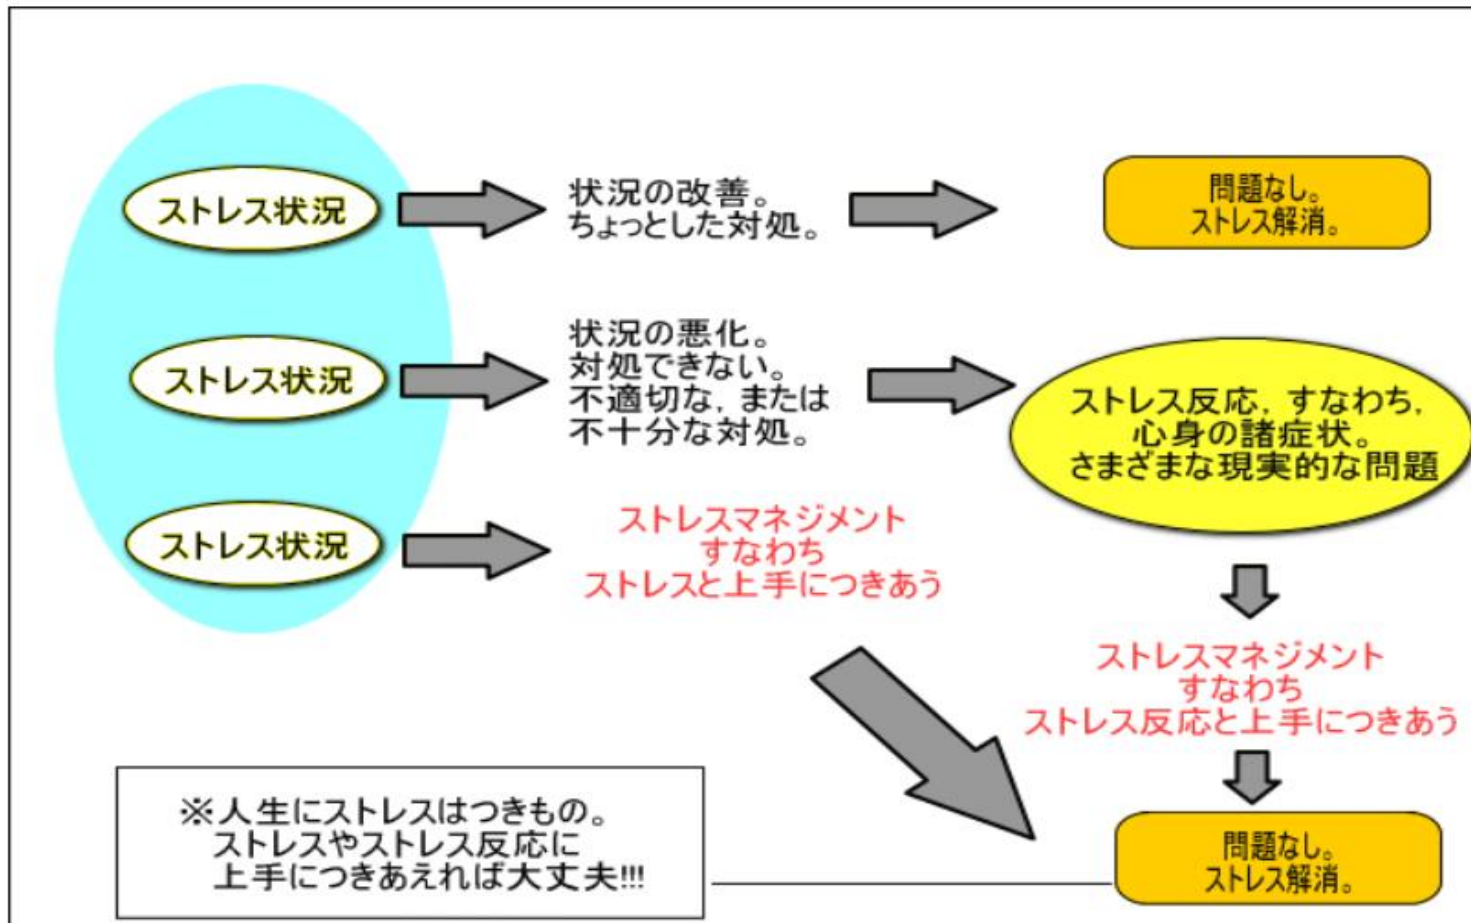 ストレス状況
状況の改善。
ちょっとした対処。
問題なし。
ストレス解消。
ストレス状況
状況の悪化。
対処できない。
不適切な，または
不十分な対処。
ストレス反応，すなわち，
心身の諸症状。
さまざまな現実的な問題
ストレス状況
ストレスマネジメント
すなわち
ストレスと上手につきあう
ストレスマネジメント
すなわち
ストレス反応と上手につきあう
※人生にストレスはつきもの。
ストレスやストレス反応に
上手につきあえれば大丈夫!!!
問題なし。
ストレス解消。